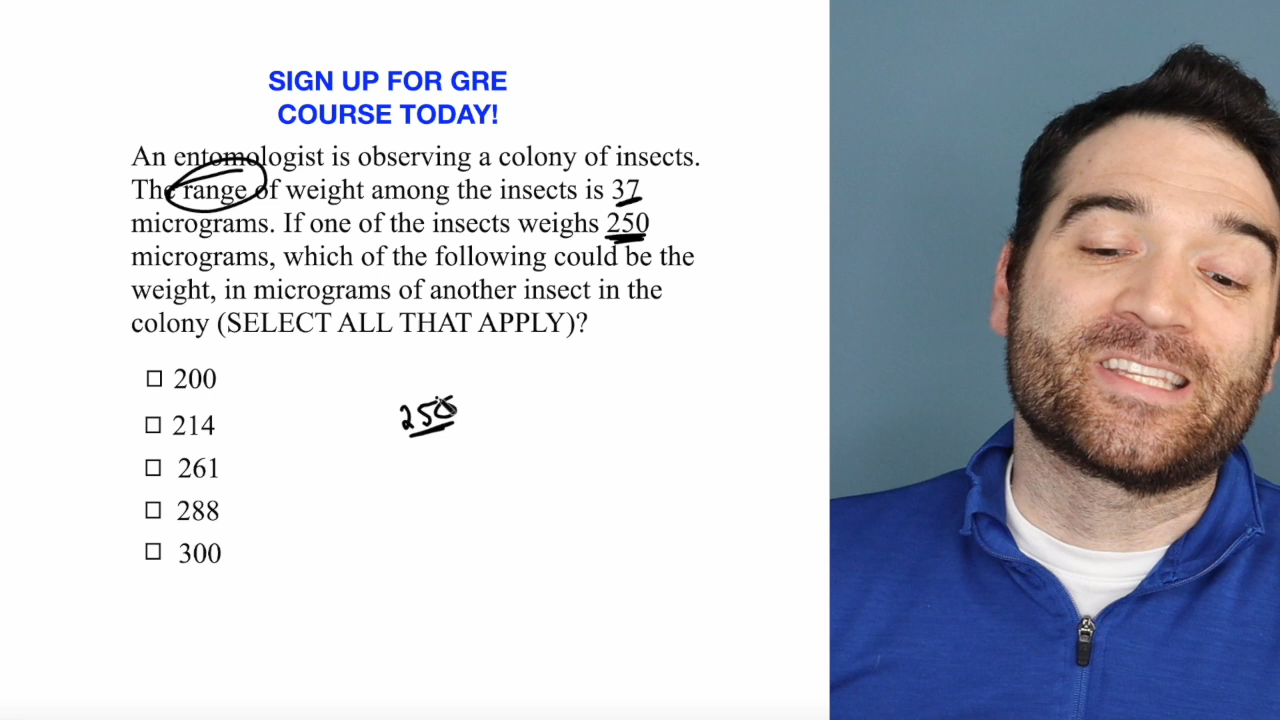 SIGN UP FOR GRE
COURSE TODAY!
An entomologist is observing a colony of insects.
The range of weight among the insects is 37
micrograms. If one of the insects weighs 250
micrograms, which of the following could be the
weight, in micrograms of another insect in the
colony (SELECT ALL THAT APPLY)?
200
214
250
261
288
300